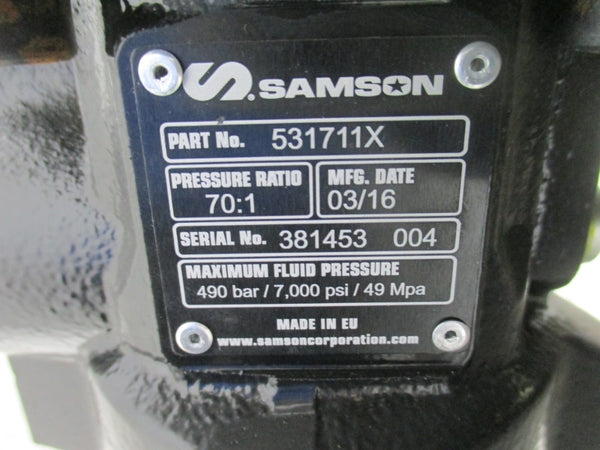 S. SAMSON
PART No. 531711X
PRESSURE RATIO MFG. DATE
70:1 03/16
SERIAL No. 381453 004
MAXIMUM FLUID PRESSURE
490 bar / 7,000 psi / 49 Mpa
MADE IN EU
www.samsoncorporation.com